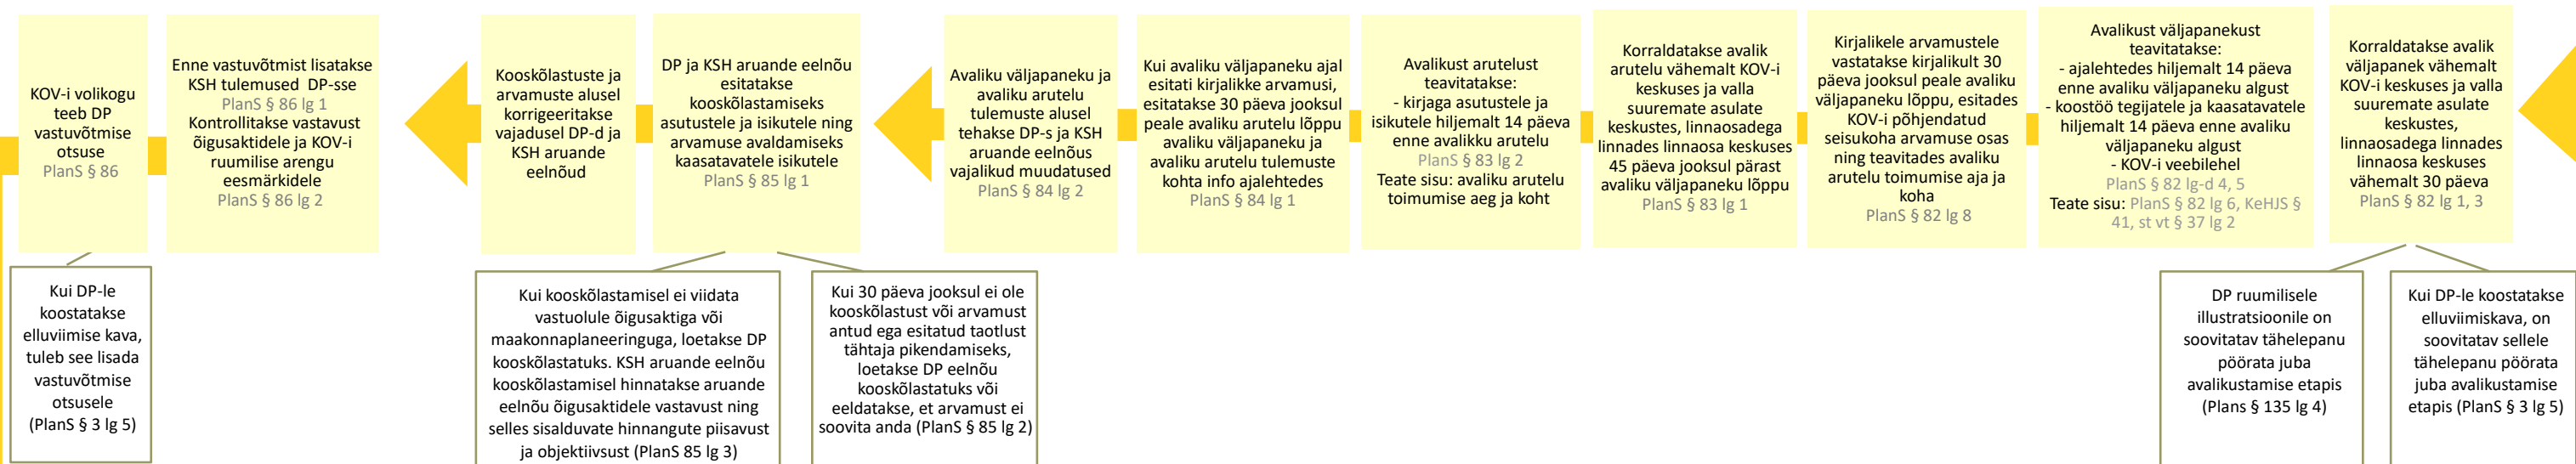 KOV-i volikogu
teeb DP
vastuvõtmise
otsuse
PlanS § 86
Enne vastuvõtmist lisatakse
KSH tulemused DP-sse
PlanS § 86 lg 1
Kontrollitakse vastavust
õigusaktidele ja KOV-i
ruumilise arengu
eesmärkidele
PlanS § 86 lg 2
Kooskõlastuste ja
arvamuste alusel
korrigeeritakse
vajadusel DP-d ja
KSH aruande
eelnõud
DP ja KSH aruande eelnõu
esitatakse
kooskõlastamiseks
asutustele ja isikutele ning
arvamuse avaldamiseks
kaasatavatele isikutele
PlanS § 85 lg 1
Avaliku väljapaneku ja
avaliku arutelu
tulemuste alusel
tehakse DP-s ja KSH
aruande eelnõus
vajalikud muudatused
PlanS § 84 lg 2
Kui avaliku väljapaneku ajal
esitati kirjalikke arvamusi,
esitatakse 30 päeva jooksul
peale avaliku arutelu lõppu
avaliku väljapaneku ja
avaliku arutelu tulemuste
kohta info ajalehtedes
PlanS § 84 lg 1
Avalikust arutelust
teavitatakse:
- kirjaga asutustele ja
isikutele hiljemalt 14 päeva
enne avalikku arutelu
PlanS § 83 lg 2
Teate sisu: avaliku arutelu
toimumise aeg ja koht
Korraldatakse avalik
arutelu vähemalt KOV-i
keskuses ja valla
suuremate asulate
keskustes, linnaosadega
linnades linnaosa keskuses
45 päeva jooksul pärast
avaliku väljapaneku lõppu
PlanS § 83 lg 1
Kirjalikele arvamustele
vastatakse kirjalikult 30
päeva jooksul peale avaliku
väljapaneku lõppu, esitades
KOV-i põhjendatud
seisukoha arvamuse osas
ning teavitades avaliku
arutelu toimumise aja ja
koha
PlanS § 82 lg 8
Avalikust väljapanekust
teavitatakse:
- ajalehtedes hiljemalt 14 päeva
enne avaliku väljapaneku algust
- koostöö tegijatele ja kaasatavatele
hiljemalt 14 päeva enne avaliku
väljapaneku algust
- KOV-i veebilehel
PlanS § 82 lg-d 4, 5
Teate sisu: PlanS § 82 lg 6, KeHJS §
41, st vt § 37 lg 2
Korraldatakse avalik
väljapanek vähemalt
KOV-i keskuses ja valla
suuremate asulate
keskustes,
linnaosadega linnades
linnaosa keskuses
vähemalt 30 päeva
PlanS § 82 lg 1, 3
Kui DP-le
koostatakse
elluviimise kava,
tuleb see lisada
vastuvõtmise
otsusele
(PlanS § 3 lg 5)
Kui kooskõlastamisel ei viidata
vastuolule õigusaktiga või
maakonnaplaneeringuga, loetakse DP
kooskõlastatuks. KSH aruande eelnõu
kooskõlastamisel hinnatakse aruande
eelnõu õigusaktidele vastavust ning
selles sisalduvate hinnangute piisavust
ja objektiivsust (PlanS 85 lg 3)
Kui 30 päeva jooksul ei ole
kooskõlastust või arvamust
antud ega esitatud taotlust
tähtaja pikendamiseks,
loetakse DP eelnõu
kooskõlastatuks või
eeldatakse, et arvamust ei
soovita anda (PlanS § 85 lg 2)
DP ruumilisele
illustratsioonile on
soovitatav tähelepanu
pöörata juba
avalikustamise etapis
(Plans § 135 lg 4)
Kui DP-le koostatakse
elluviimiskava, on
soovitatav sellele
tähelepanu pöörata
juba avalikustamise
etapis (PlanS § 3 lg 5)